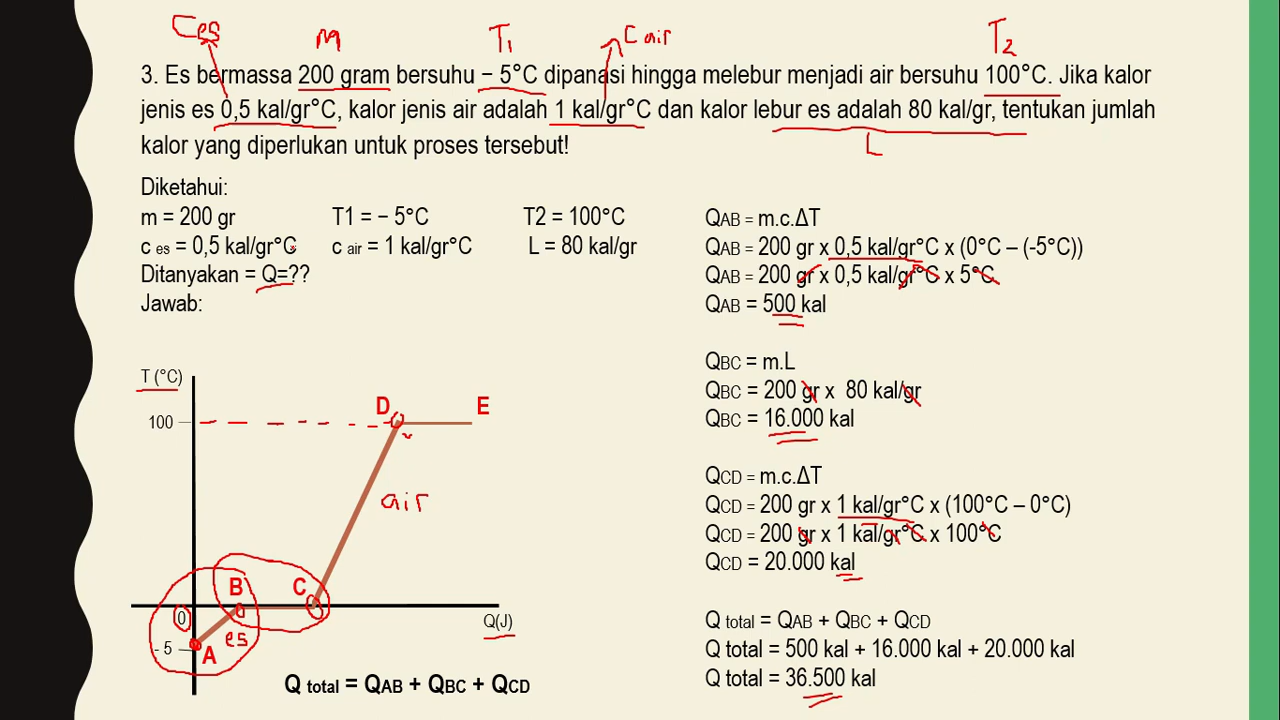 Ces m T1 C air T2
3. Es bermassa 200 gram bersuhu – 5°C dipanasi hingga melebur menjadi air bersuhu 100°C. Jika kalor
jenis es 0,5 kal/gr°C, kalor jenis air adalah 1 kal/gr°C dan kalor lebur es adalah 80 kal/gr, tentukan jumlah
kalor yang diperlukan untuk proses tersebut!
L
Diketahui:
m = 200 gr T1 = – 5°C T2 = 100°C
c es = 0,5 kal/gr°C c air = 1 kal/gr°C L = 80 kal/gr
Ditanyakan = Q=??
Jawab:
T (°C)
100
D E
air
B C
0
es
Q(J)
- 5 A
Q total = QAB + QBC + QCD
QAB = m.c.ΔT
QAB = 200 gr x 0,5 kal/gr°C x (0°C – (-5°C))
QAB = 200 gr x 0,5 kal/gr°C x 5°C
QAB = 500 kal
QBC = m.L
QBC = 200 gr x 80 kal/gr
QBC = 16.000 kal
QCD = m.c.ΔT
QCD = 200 gr x 1 kal/gr°C x (100°C – 0°C)
QCD = 200 gr x 1 kal/gr°C x 100°C
QCD = 20.000 kal
Q total = QAB + QBC + QCD
Q total = 500 kal + 16.000 kal + 20.000 kal
Q total = 36.500 kal